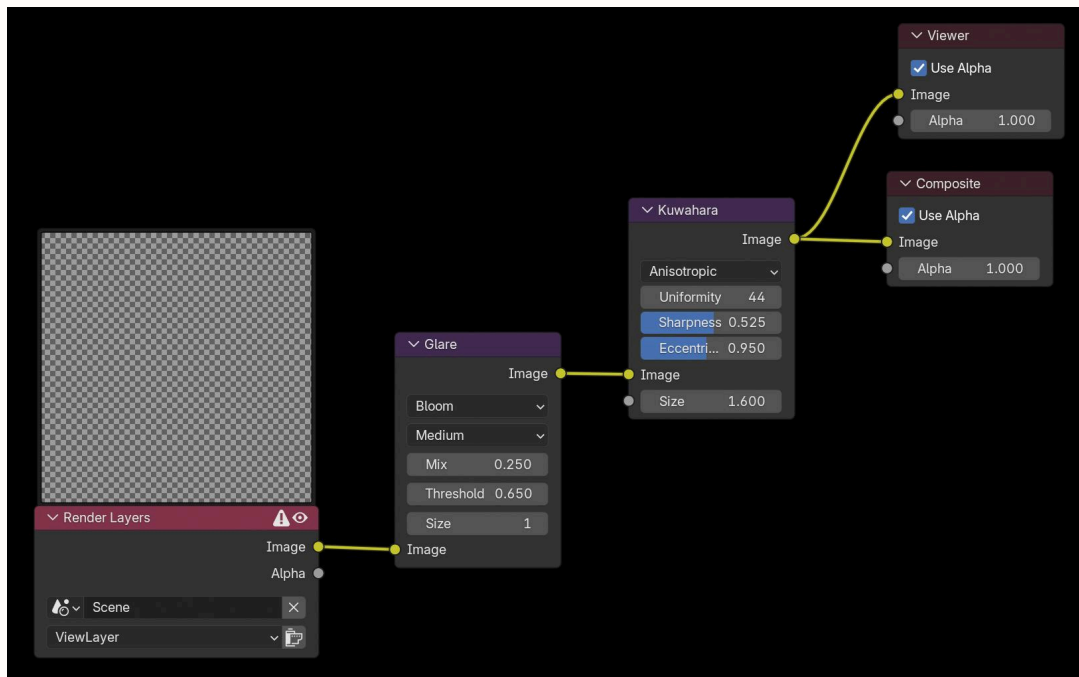 Viewer
Use Alpha
Image
Alpha 1.000
Composite
Use Alpha
Image
Alpha 1.000
Kuwahara
Image
Anisotropic
Uniformity 44
Sharpness 0.525
Eccentri... 0.950
Image
Size 1.600
Glare
Image
Bloom
Medium
Mix 0.250
Threshold 0.650
Size 1
Image
Render Layers
Image
Alpha
Scene
ViewLayer